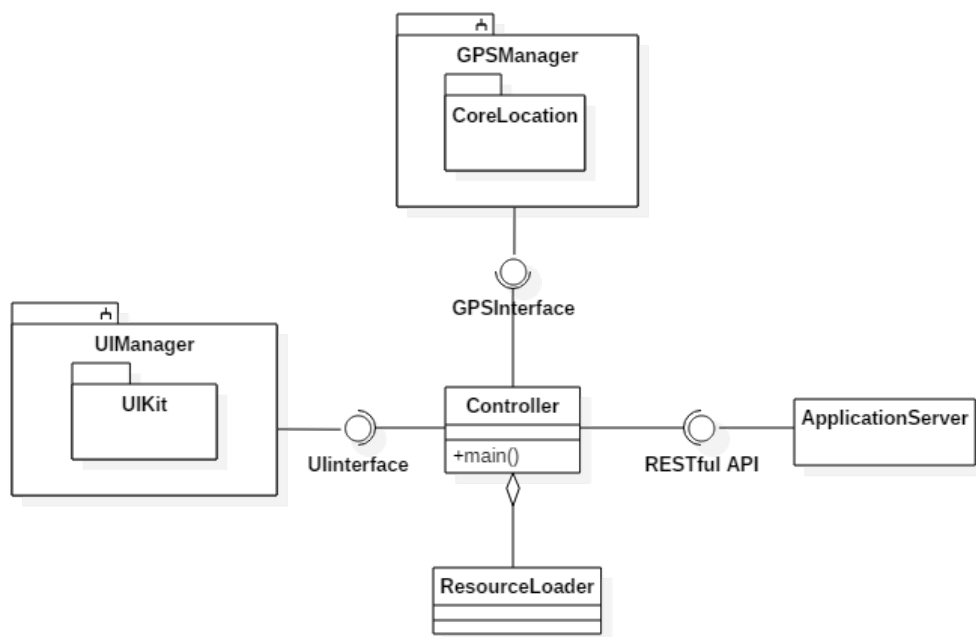 GPSManager
CoreLocation
GPSInterface
UIManager
UIKit
UIinterface
Controller
+main()
RESTful API
ApplicationServer
ResourceLoader